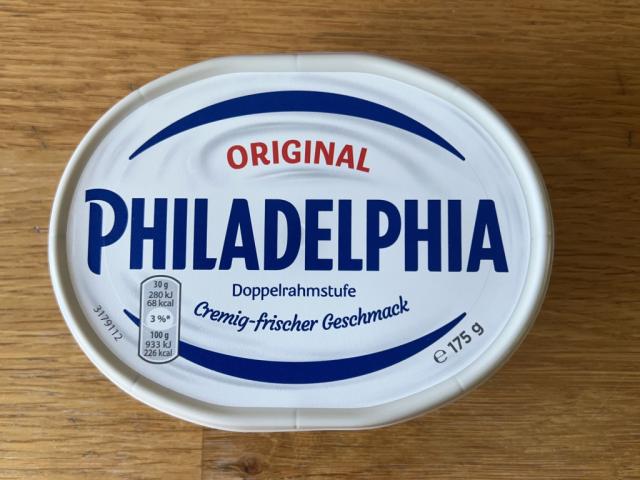 ORIGINAL
PHILADELPHIA
Doppelrahmstufe
Cremig-frischer Geschmack
30 g
280 kJ
68 kcal
3 %*
100 g
933 kJ
226 kcal
3179112
e 175 g